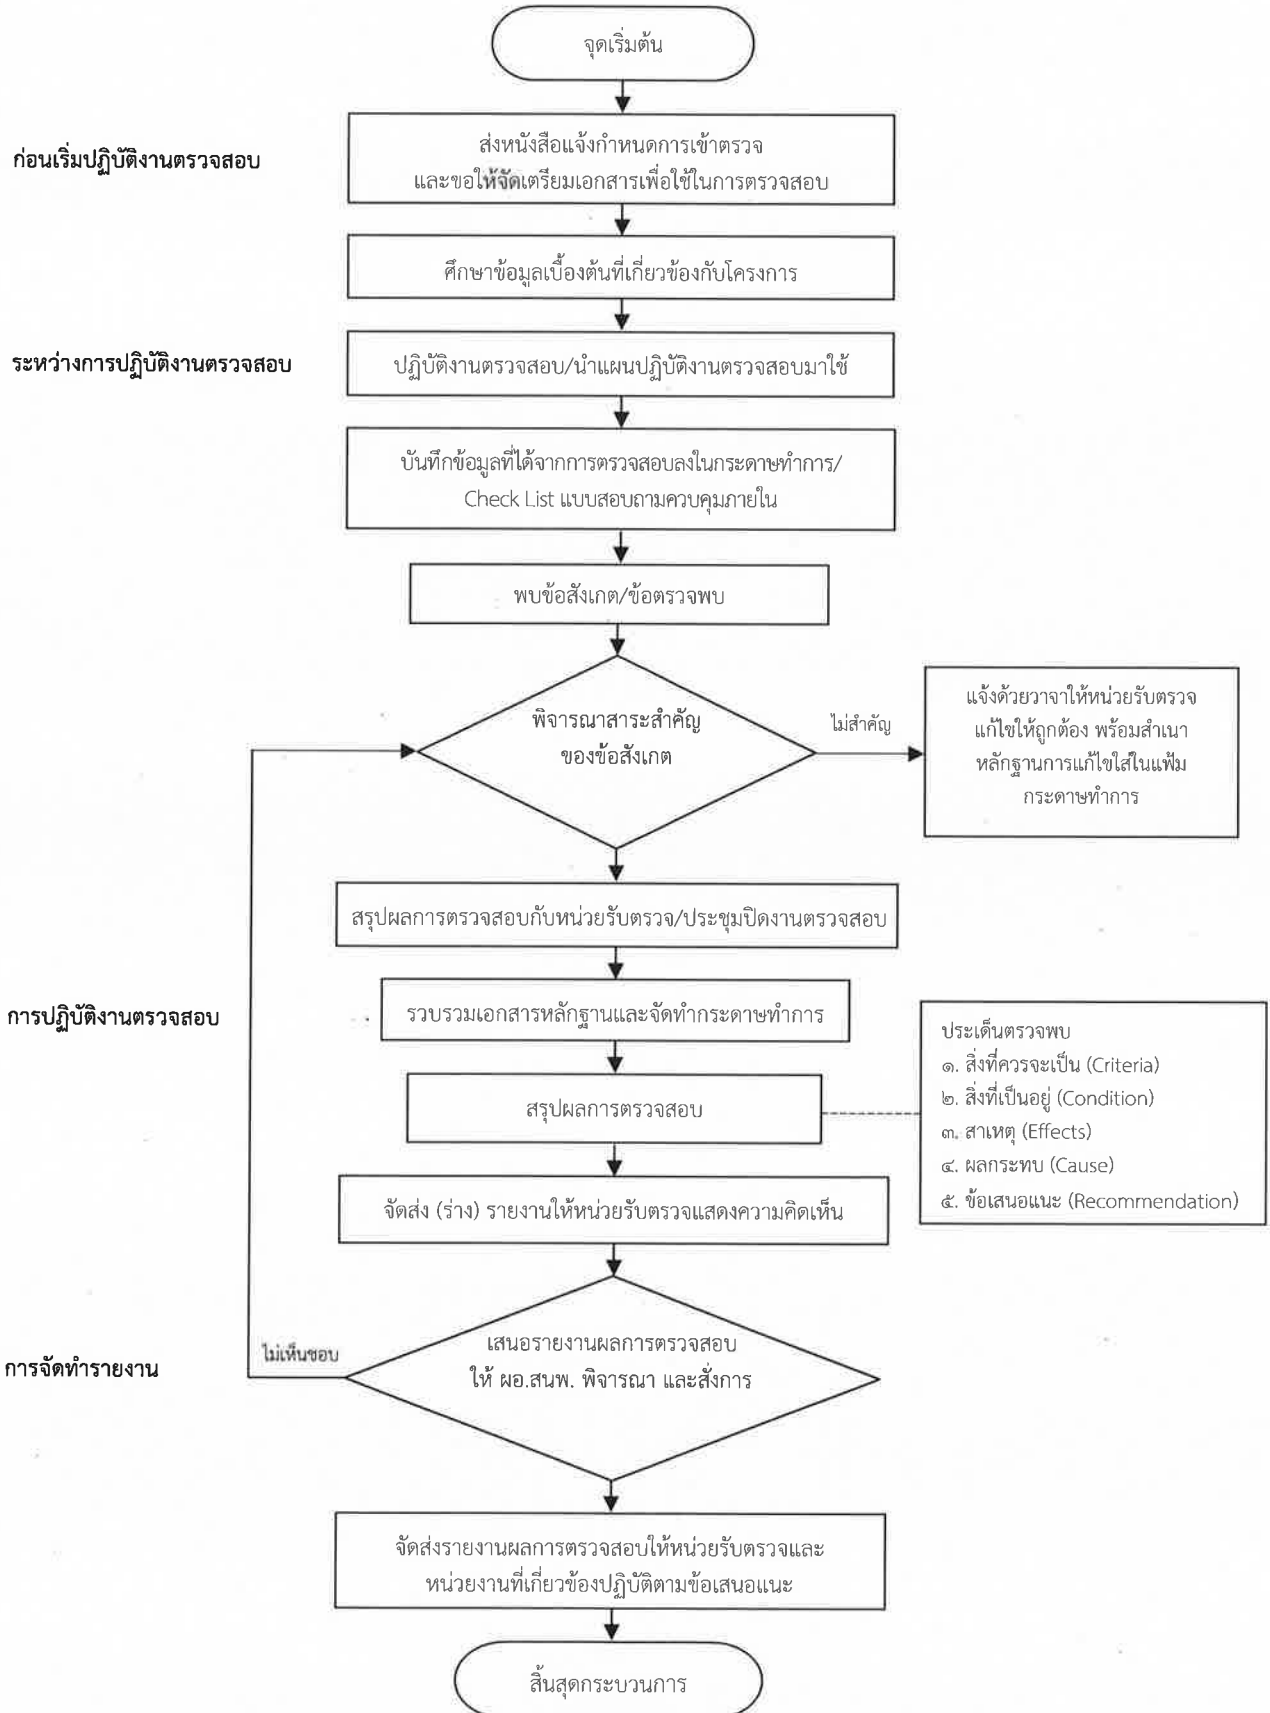 จุดเริ่มต้น
ก่อนเริ่มปฏิบัติงานตรวจสอบ
ส่งหนังสือแจ้งกำหนดการเข้าตรวจ
และขอให้จัดเตรียมเอกสารเพื่อใช้ในการตรวจสอบ
ศึกษาข้อมูลเบื้องต้นที่เกี่ยวข้องกับโครงการ
ระหว่างการปฏิบัติงานตรวจสอบ
ปฏิบัติงานตรวจสอบ/นำแผนปฏิบัติงานตรวจสอบมาใช้
บันทึกข้อมูลที่ได้จากการตรวจสอบลงในกระดาษทำการ/
Check List แบบสอบถามควบคุมภายใน
พบข้อสังเกต/ข้อตรวจพบ
พิจารณาสาระสำคัญ
ของข้อสังเกต
ไม่สำคัญ
แจ้งด้วยวาจาให้หน่วยรับตรวจ
แก้ไขให้ถูกต้อง พร้อมสำเนา
หลักฐานการแก้ไขใส่ในแฟ้ม
กระดาษทำการ
สรุปผลการตรวจสอบกับหน่วยรับตรวจ/ประชุมปิดงานตรวจสอบ
การปฏิบัติงานตรวจสอบ
รวบรวมเอกสารหลักฐานและจัดทำกระดาษทำการ
สรุปผลการตรวจสอบ
ประเด็นตรวจพบ
๑. สิ่งที่ควรจะเป็น (Criteria)
๒. สิ่งที่เป็นอยู่ (Condition)
๓. สาเหตุ (Effects)
๔. ผลกระทบ (Cause)
๕. ข้อเสนอแนะ (Recommendation)
จัดส่ง (ร่าง) รายงานให้หน่วยรับตรวจแสดงความคิดเห็น
การจัดทำรายงาน
ไม่เห็นชอบ
เสนอรายงานผลการตรวจสอบ
ให้ ผอ.สนพ. พิจารณา และสั่งการ
จัดส่งรายงานผลการตรวจสอบให้หน่วยรับตรวจและ
หน่วยงานที่เกี่ยวข้องปฏิบัติตามข้อเสนอแนะ
สิ้นสุดกระบวนการ